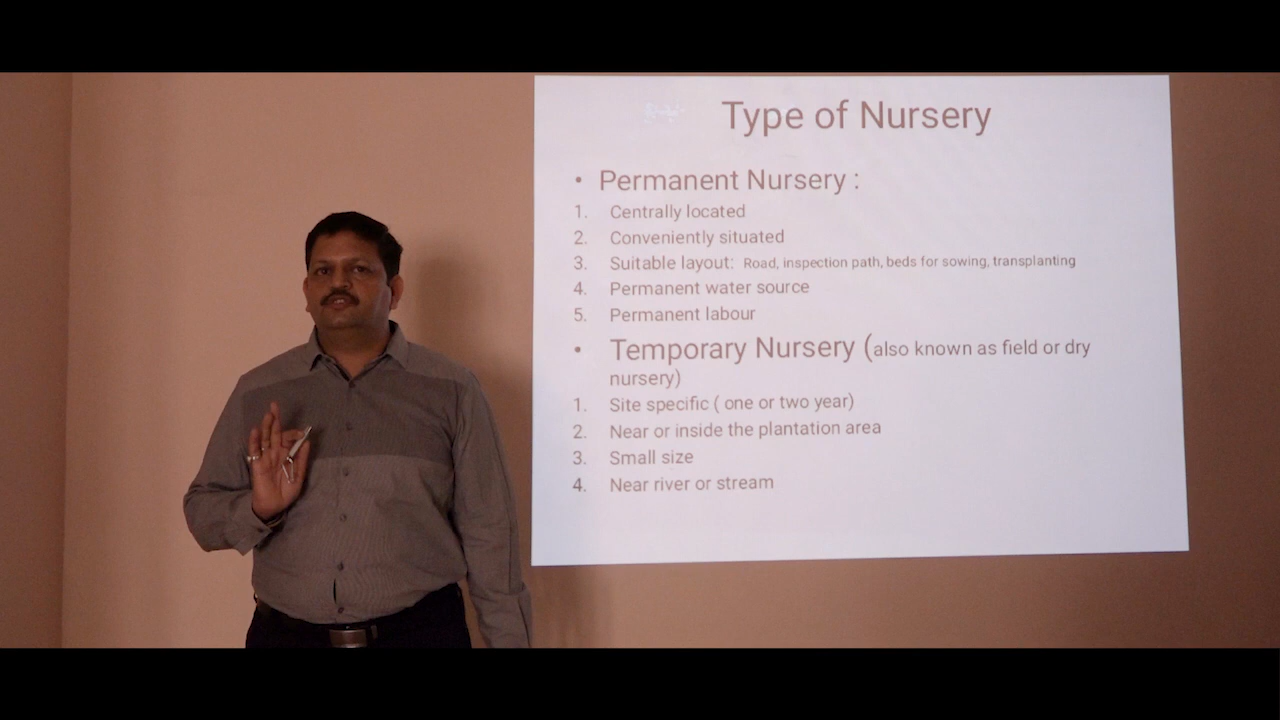 Type of Nursery
• Permanent Nursery :
1. Centrally located
2. Conveniently situated
3. Suitable layout: Road, inspection path, beds for sowing, transplanting
4. Permanent water source
5. Permanent labour
• Temporary Nursery (also known as field or dry
nursery)
1. Site specific ( one or two year)
2. Near or inside the plantation area
3. Small size
4. Near river or stream